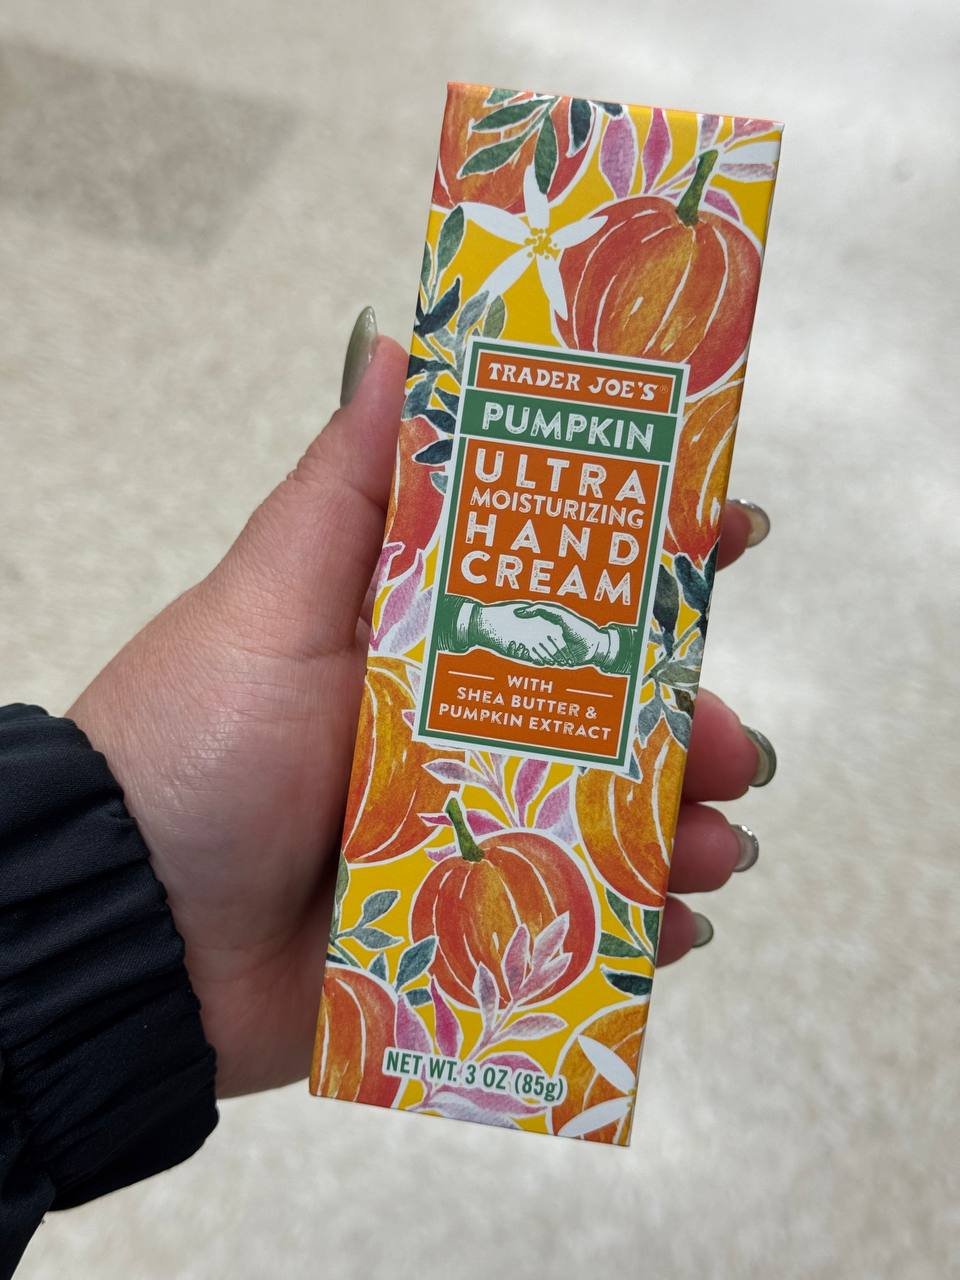 TRADER JOE'S®
PUMPKIN
ULTRA
MOISTURIZING
HAND
CREAM
WITH
SHEA BUTTER &
PUMPKIN EXTRACT
NET WT. 3 OZ (85g)